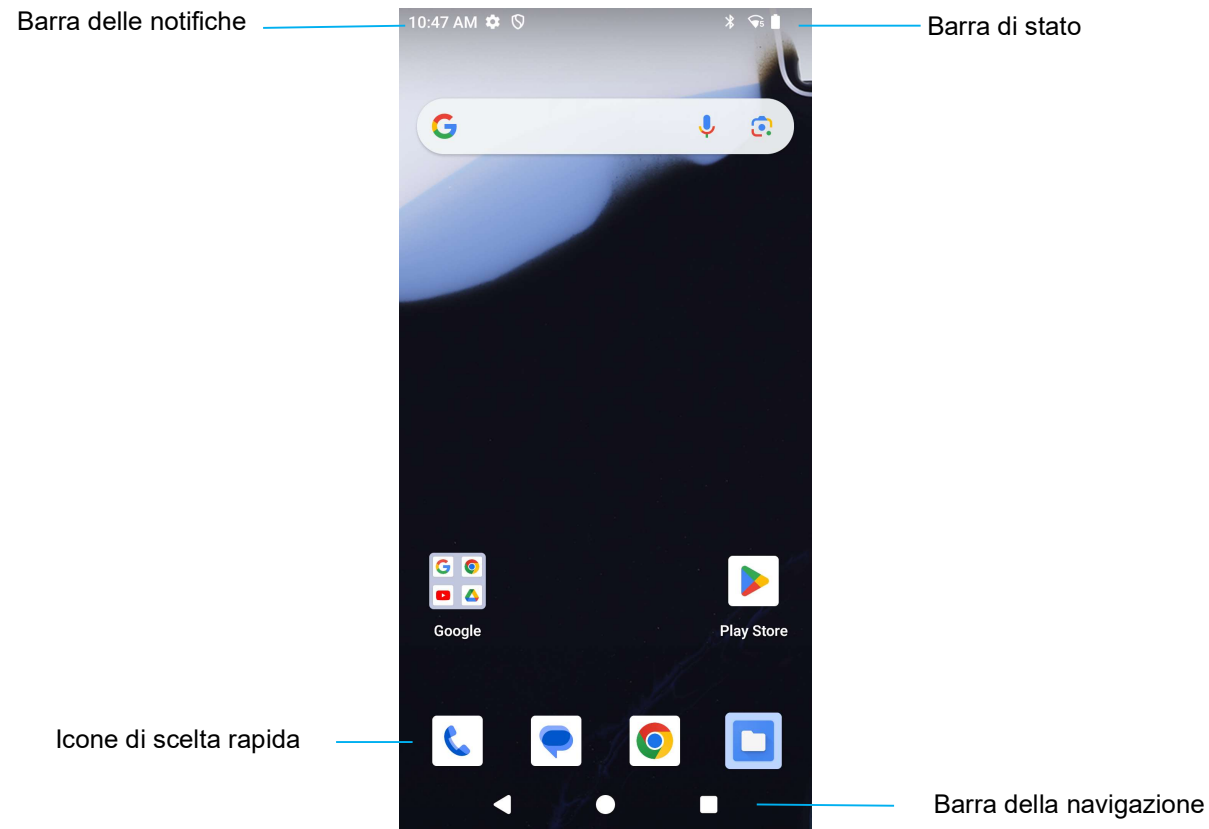 Barra delle notifiche
10:47 AM
5
Barra di stato
Google
Play Store
Icone di scelta rapida
Barra della navigazione